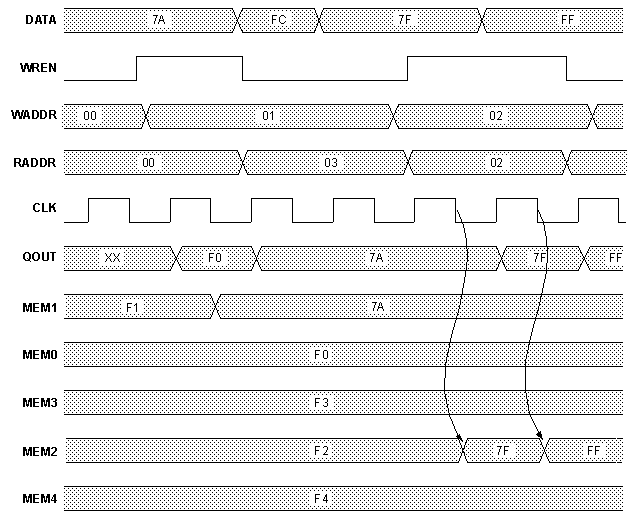 DATA 7A FC 7F FF
WREN
WADDR 00 01 02
RADDR 00 03 02
CLK
QOUT XX F0 7A 7F FF
MEM1 F1 7A
MEM0 F0
MEM3 F3
MEM2 F2 7F FF
MEM4 F4